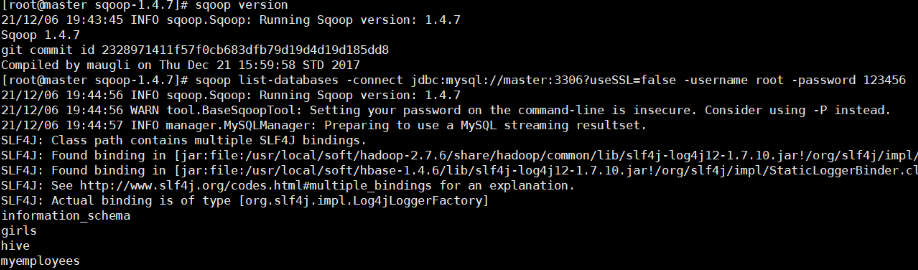 [root@master sqoop-1.4.7]# sqoop version
21/12/06 19:43:45 INFO sqoop.Sqoop: Running Sqoop version: 1.4.7
Sqoop 1.4.7
git commit id 2328971411f57f0cb683dfb79d19d4d19d185dd8
Compiled by maugli on Thu Dec 21 15:59:58 STD 2017
[root@master sqoop-1.4.7]# sqoop list-databases -connect jdbc:mysql://master:3306?useSSL=false -username root -password 123456
21/12/06 19:44:56 INFO sqoop.Sqoop: Running Sqoop version: 1.4.7
21/12/06 19:44:56 WARN tool.BaseSqoopTool: Setting your password on the command-line is insecure. Consider using -P instead.
21/12/06 19:44:57 INFO manager.MySQLManager: Preparing to use a MySQL streaming resultset.
SLF4J: Class path contains multiple SLF4J bindings.
SLF4J: Found binding in [jar:file:/usr/local/soft/hadoop-2.7.6/share/hadoop/common/lib/slf4j-log4j12-1.7.10.jar!/org/slf4j/impl/
SLF4J: Found binding in [jar:file:/usr/local/soft/hbase-1.4.6/lib/slf4j-log4j12-1.7.10.jar!/org/slf4j/impl/StaticLoggerBinder.cl
SLF4J: See http://www.slf4j.org/codes.html#multiple_bindings for an explanation.
SLF4J: Actual binding is of type [org.slf4j.impl.Log4jLoggerFactory]
information_schema
girls
hive
myemployees